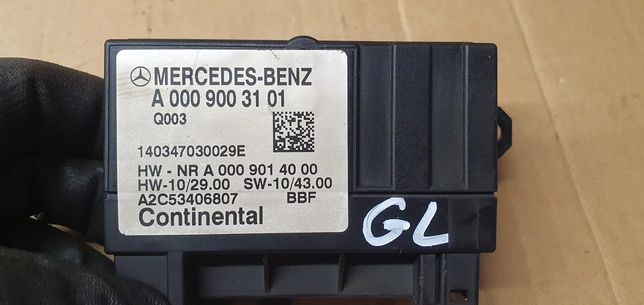 MERCEDES-BENZ
A 000 900 31 01
Q003
140347030029E
HW - NR A 000 901 40 00
HW-10/29.00 SW-10/43.00
A2C53406807 BBF
Continental
GL